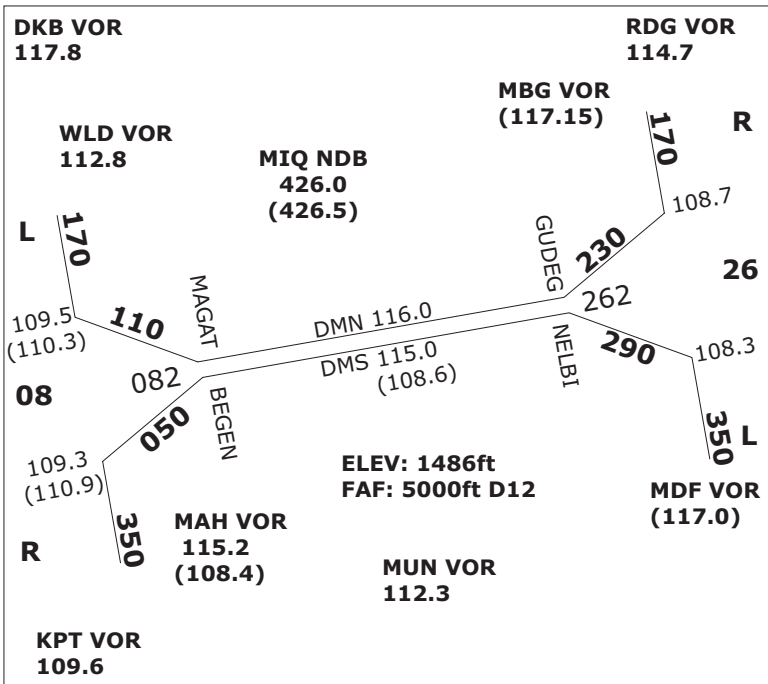 DKB VOR
117.8
RDG VOR
114.7
MBG VOR
(117.15)
WLD VOR
112.8
MIQ NDB
426.0
(426.5)
R
170
108.7
L
170
GUDEG
230
26
262
MAGAT
109.5
(110.3)
110
DMN 116.0
DMS 115.0
(108.6)
NELBI
290
108.3
082
08
BEGEN
050
109.3
(110.9)
350
L
ELEV: 1486ft
FAF: 5000ft D12
MDF VOR
(117.0)
R
350
MAH VOR
115.2
(108.4)
MUN VOR
112.3
KPT VOR
109.6